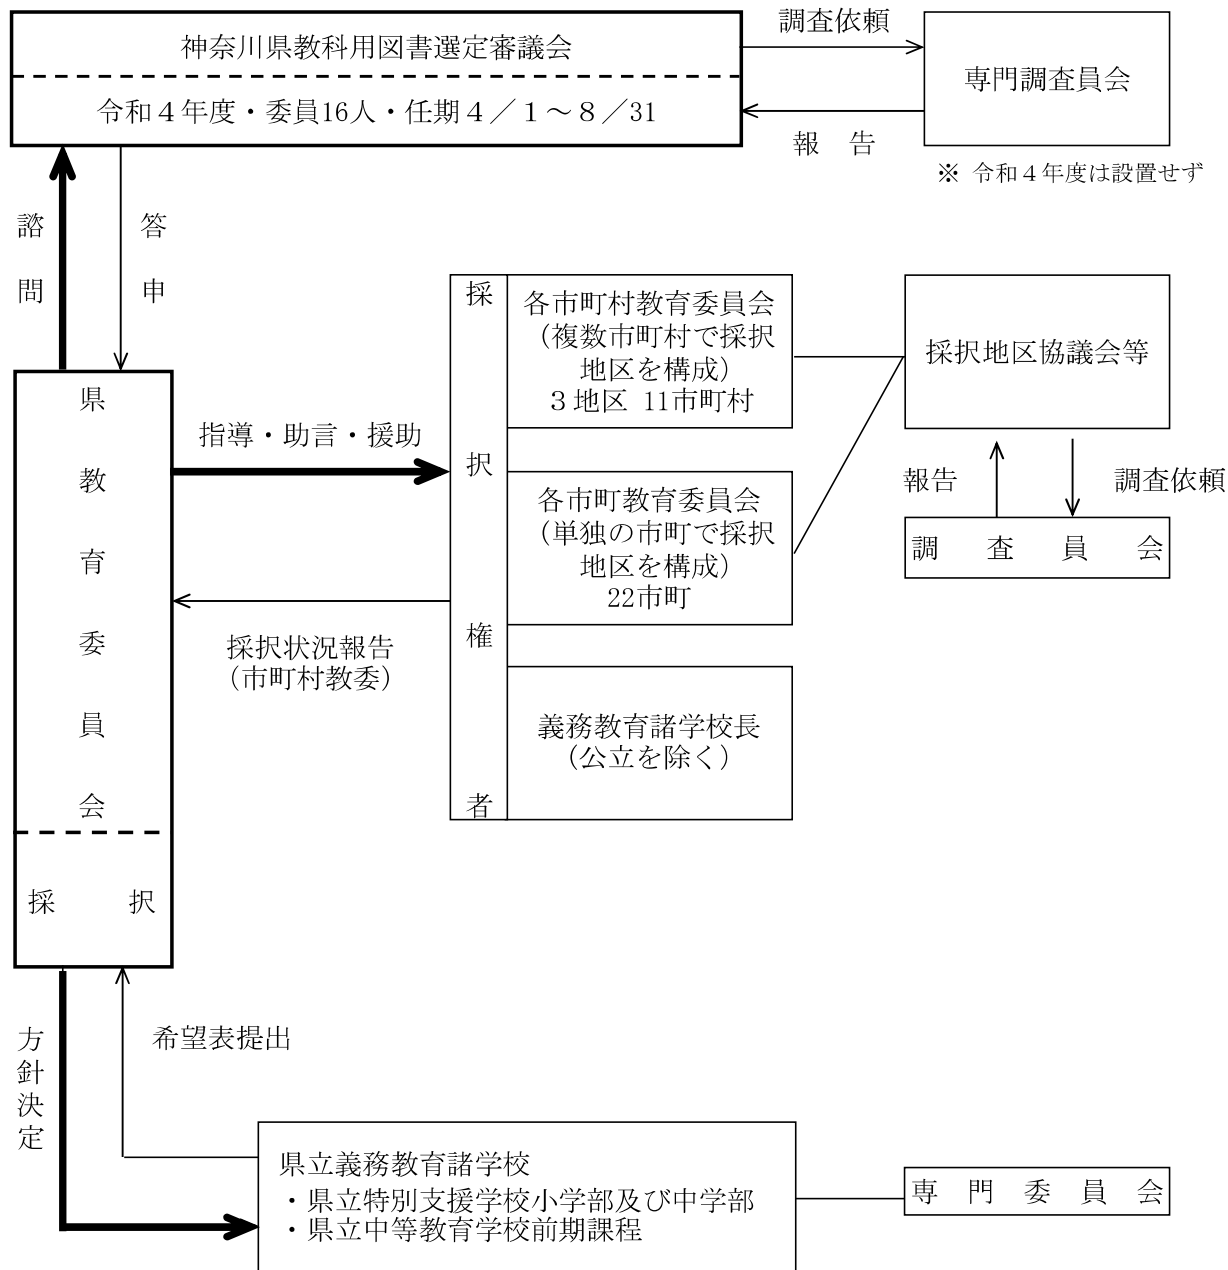 神奈川県教科用図書選定審議会
令和４年度・委員16人・任期４／１～８／31
調査依頼
報　告
専門調査員会
※ 令和４年度は設置せず
諮問
答申
県教育委員会
採択
指導・助言・援助
採択状況報告
（市町村教委）
採択権者
各市町村教育委員会
（複数市町村で採択
地区を構成）
３地区 11市町村
各市町教育委員会
（単独の市町で採択
地区を構成）
22市町
義務教育諸学校長
（公立を除く）
採択地区協議会等
報告
調査依頼
調査員会
方針決定
希望表提出
県立義務教育諸学校
・県立特別支援学校小学部及び中学部
・県立中等教育学校前期課程
専門委員会